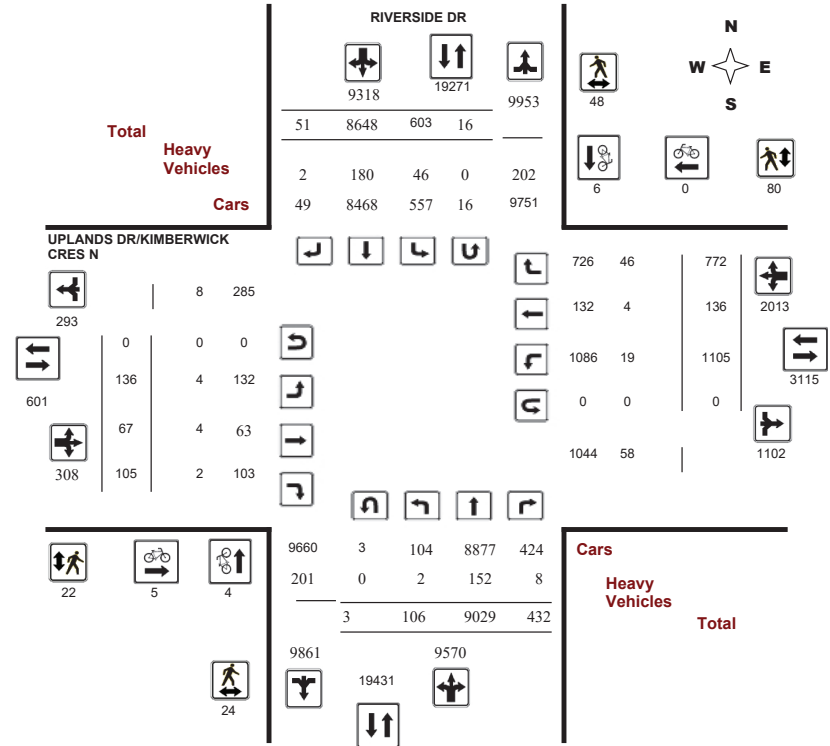 RIVERSIDE DR
N
W E
S
9318
19271
9953
48
Total
51 8648 603 16
Heavy
Vehicles
2 180 46 0 202
Cars
49 8468 557 16 9751
6 0 80
UPLANDS DR/KIMBERWICK
CRES N
8 285
293
0 0 0
136 4 132
601
67 4 63
308 105 2 103
726 46 772
132 4 136 2013
1086 19 1105
3115
0 0 0
1044 58 1102
22 5 4
24
9660 3 104 8877 424
201 0 2 152 8
3 106 9029 432
9861 9570
19431
Cars
Heavy
Vehicles
Total